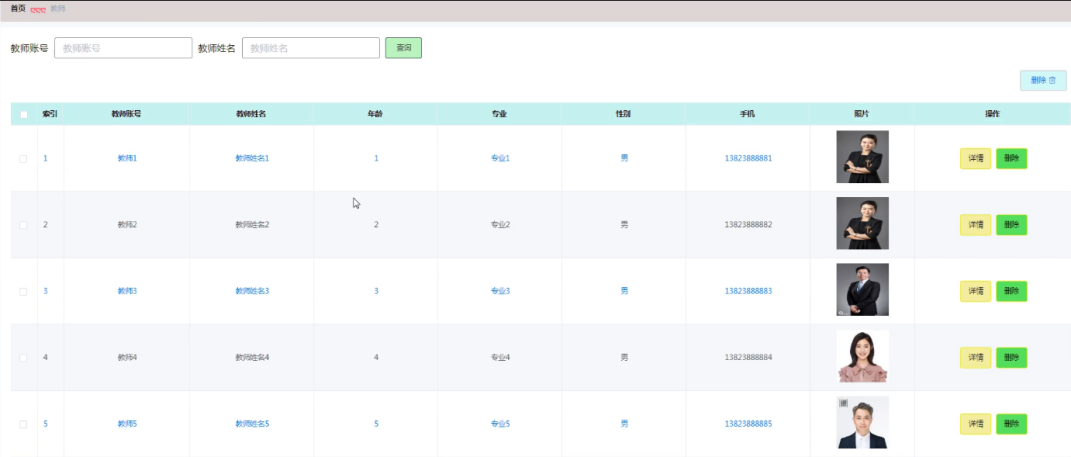 首页 ღღღ 教师
教师账号 教师账号 教师姓名 教师姓名 查询
删除
索引 教师账号 教师姓名 年龄 专业 性别 手机 照片 操作
1 教师1 教师姓名1 1 专业1 男 13823888881 详情 删除
2 教师2 教师姓名2 2 专业2 男 13823888882 详情 删除
3 教师3 教师姓名3 3 专业3 男 13823888883 详情 删除
4 教师4 教师姓名4 4 专业4 男 13823888884 详情 删除
5 教师5 教师姓名5 5 专业5 男 13823888885 详情 删除